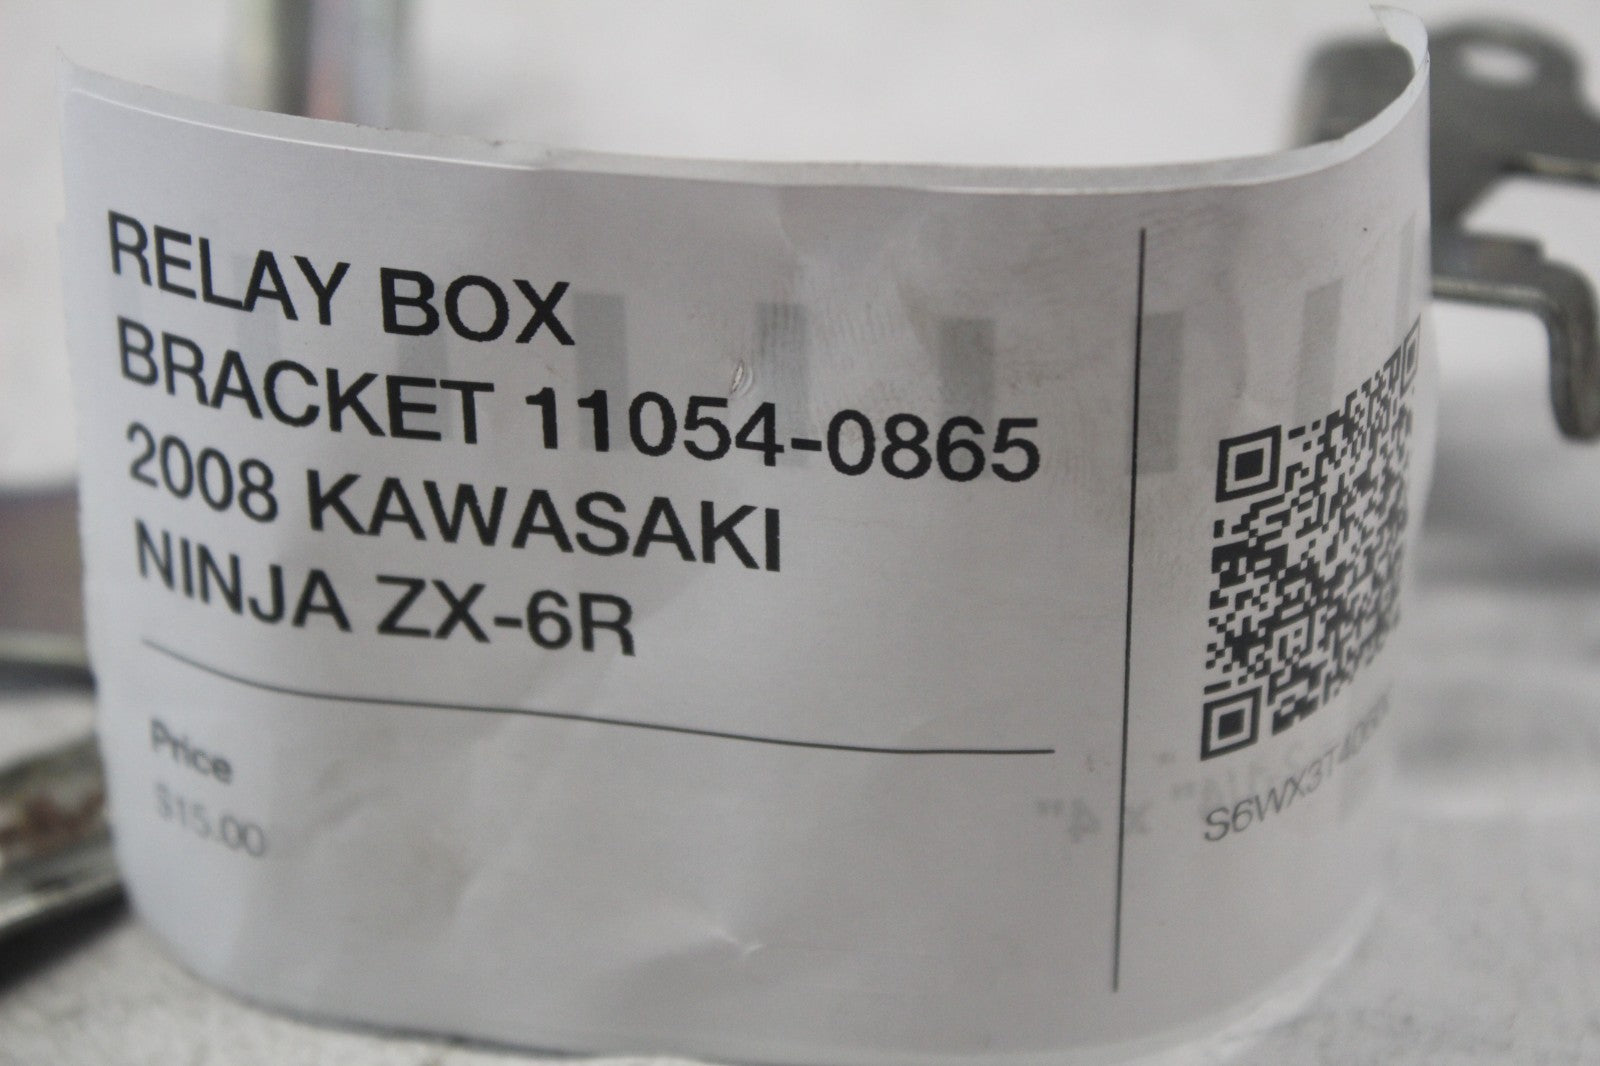 RELAY BOX
BRACKET 11054-0865
2008 KAWASAKI
NINJA ZX-6R
Price
$15.00